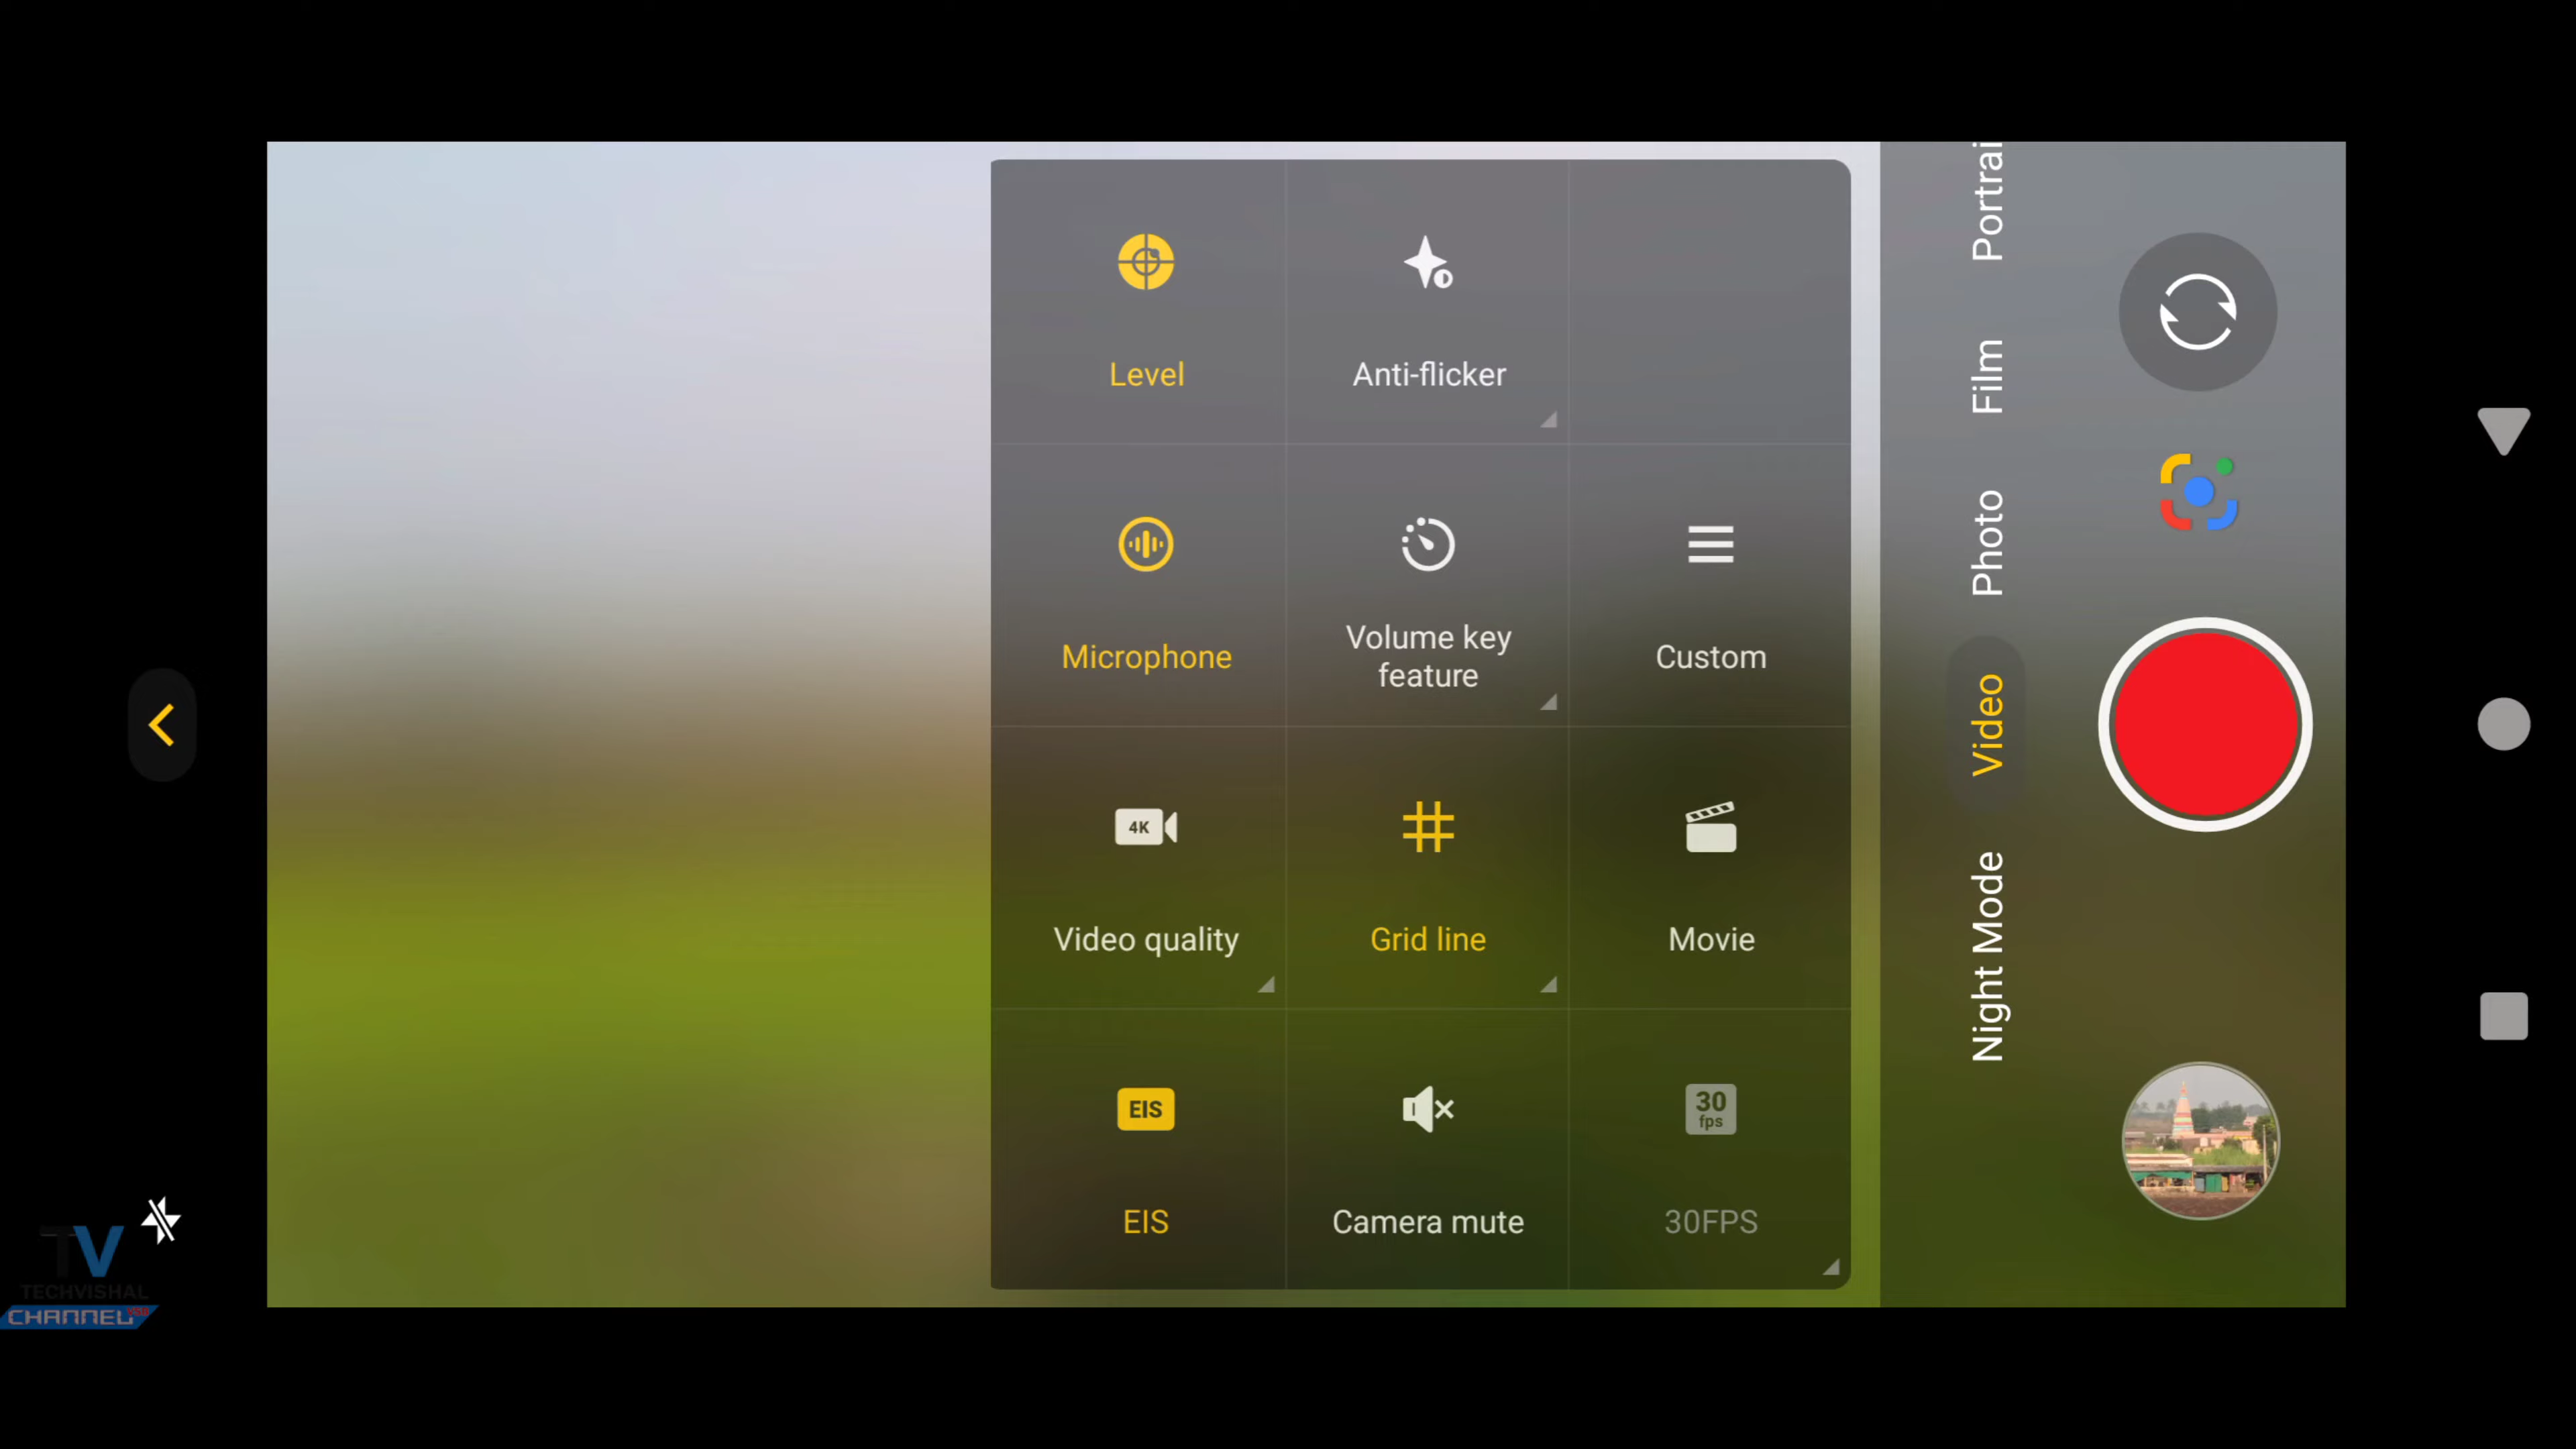 Level
Anti-flicker
Microphone
Volume key
feature
Custom
4K
Video quality
Grid line
Movie
EIS
EIS
Camera mute
30
fps
30FPS
Portrai
Film
Photo
Video
Night Mode
TV
TECHVISHAL
CHANNEL